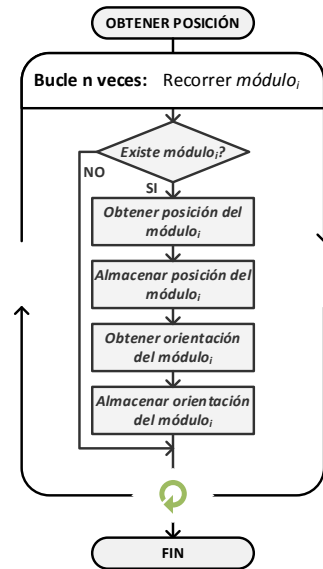 OBTENER POSICIÓN
Bucle n veces: Recorrer móduloᵢ
Existe móduloᵢ?
NO
SI
Obtener posición del
móduloᵢ
Almacenar posición del
móduloᵢ
Obtener orientación
del móduloᵢ
Almacenar orientación
del móduloᵢ
FIN